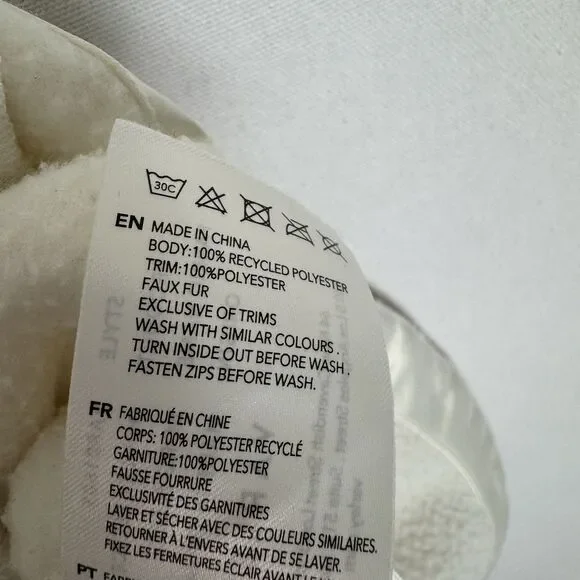 30C
EN MADE IN CHINA
BODY:100% RECYCLED POLYESTER
TRIM:100%POLYESTER
FAUX FUR
EXCLUSIVE OF TRIMS
WASH WITH SIMILAR COLOURS .
TURN INSIDE OUT BEFORE WASH .
FASTEN ZIPS BEFORE WASH.
FR FABRIQUÉ EN CHINE
CORPS: 100% POLYESTER RECYCLÉ
GARNITURE:100%POLYESTER
FAUSSE FOURRURE
EXCLUSIVITÉ DES GARNITURES
LAVER ET SÉCHER AVEC DES COULEURS SIMILAIRES.
RETOURNER À L'ENVERS AVANT DE SE LAVER.
FIXEZ LES FERMETURES ÉCLAIR AVANT LE
PT